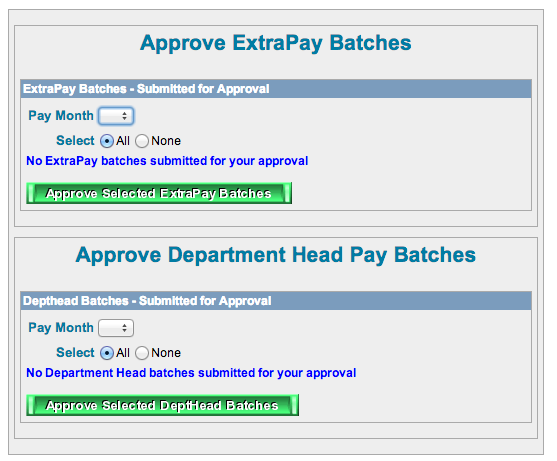 Approve ExtraPay Batches
ExtraPay Batches - Submitted for Approval
Pay Month
Select All None
No ExtraPay batches submitted for your approval
Approve Selected ExtraPay Batches
Approve Department Head Pay Batches
Depthead Batches - Submitted for Approval
Pay Month
Select All None
No Department Head batches submitted for your approval
Approve Selected DeptHead Batches